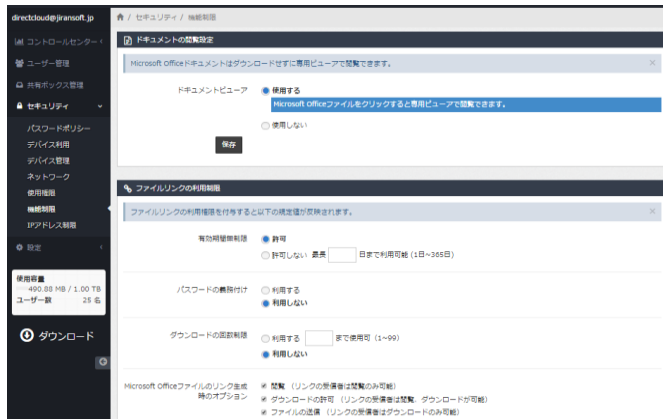 directcloud@jiransoft.jp
/ セキュリティ / 機能制限
コントロールセンター
ユーザー管理
共有ボックス管理
セキュリティ
パスワードポリシー
デバイス利用
デバイス管理
ネットワーク
使用権限
機能制限
IPアドレス制限
設定
使用容量
490.88 MB / 1.00 TB
ユーザー数 25 名
ダウンロード
ドキュメントの閲覧設定
Microsoft Officeドキュメントはダウンロードせずに専用ビューアで閲覧できます。
ドキュメントビューア 使用する
Microsoft Officeファイルをクリックすると専用ビューアで閲覧できます。
使用しない
保存
ファイルリンクの利用制限
ファイルリンクの利用権限を付与すると以下の規定値が反映されます。
有効期間無制限 許可
許可しない 最長 日まで利用可能 (1日~365日)
パスワードの義務付け 利用する
利用しない
ダウンロードの回数制限 利用する まで使用可 (1~99)
利用しない
Microsoft Officeファイルのリンク生成 閲覧 (リンクの受信者は閲覧のみ可能)
時のオプション ダウンロードの許可 (リンクの受信者は閲覧、ダウンロードが可能)
ファイルの送信 (リンクの受信者はダウンロードのみ可能)